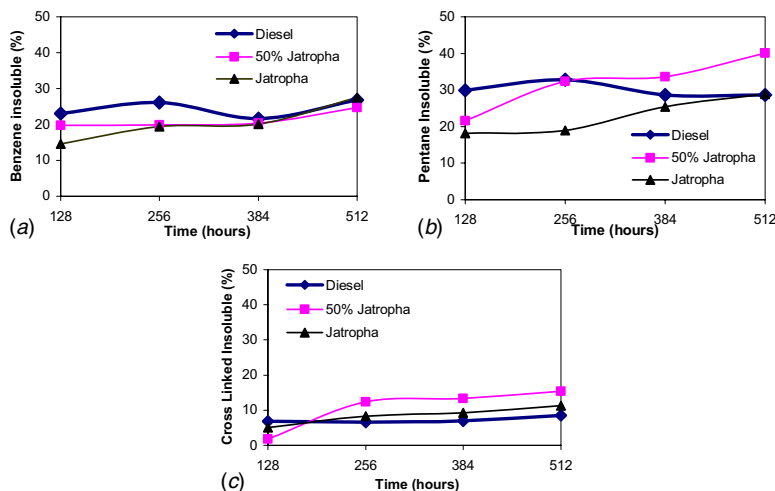 Benzene insoluble (%)
50
40
30
20
10
0
Diesel
50% Jatropha
Jatropha
128
256
384
512
Time (hours)
(a)
Pentane Insoluble (%)
50
40
30
20
10
0
Diesel
50% Jatropha
Jatropha
128
256
384
512
Time (hours)
(b)
Cross Linked Insoluble (%)
50
40
30
20
10
0
Diesel
50% Jatropha
Jatropha
128
256
384
512
Time (hours)
(c)